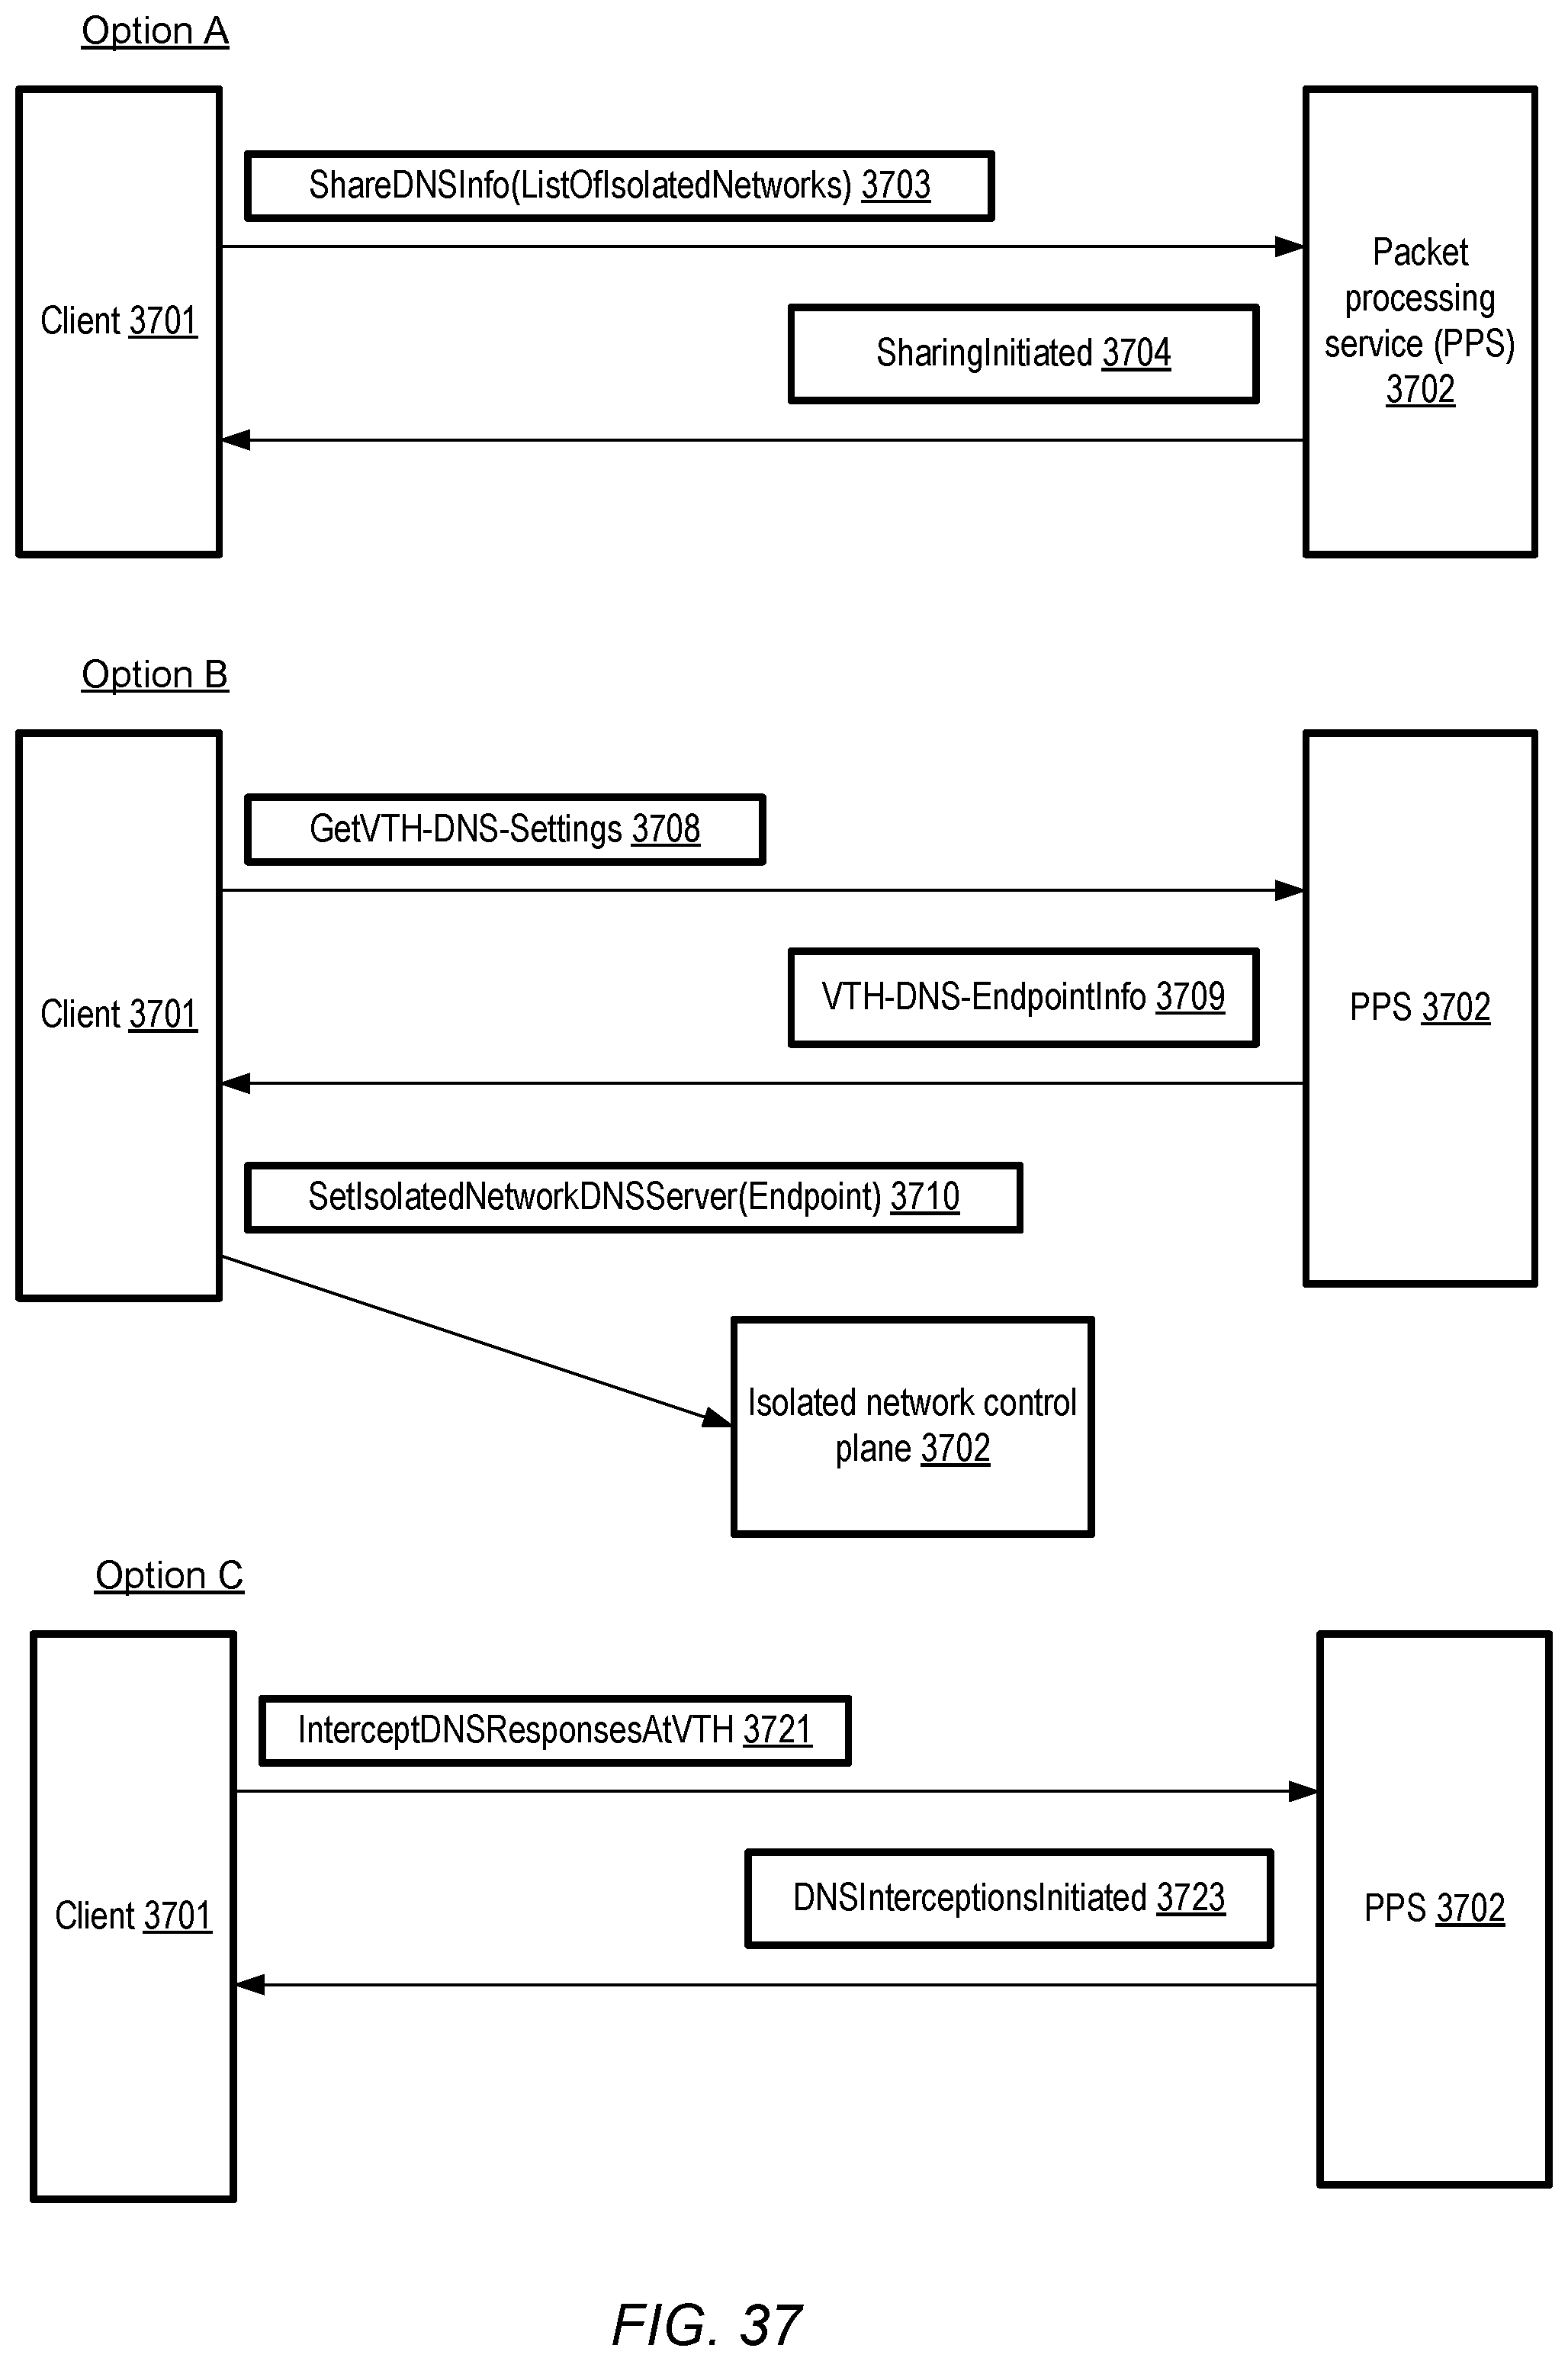 Option A
ShareDNSInfo(ListOfIsolatedNetworks) 3703
Client 3701
Packet
processing
service (PPS)
3702
SharingInitiated 3704
Option B
GetVTH-DNS-Settings 3708
Client 3701
VTH-DNS-EndpointInfo 3709
PPS 3702
SetIsolatedNetworkDNSServer(Endpoint) 3710
Isolated network control
plane 3702
Option C
InterceptDNSResponsesAtVTH 3721
Client 3701
DNSInterceptionsInitiated 3723
PPS 3702
FIG. 37